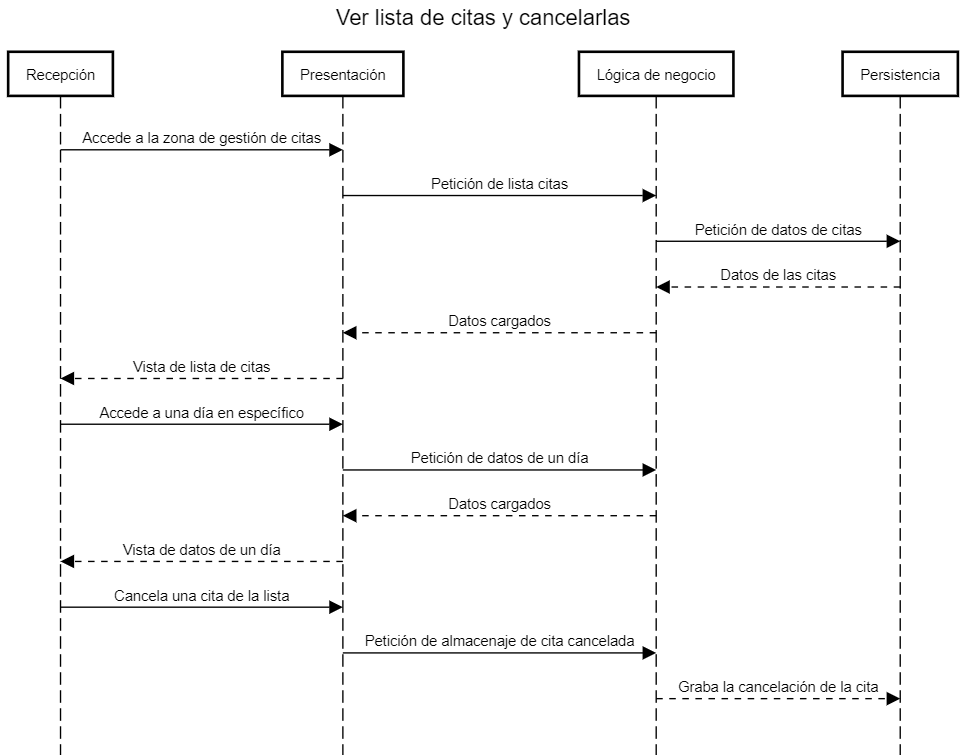 Ver lista de citas y cancelarlas
Recepción
Presentación
Lógica de negocio
Persistencia
Accede a la zona de gestión de citas
Petición de lista citas
Petición de datos de citas
Datos de las citas
Datos cargados
Vista de lista de citas
Accede a una día en específico
Petición de datos de un día
Datos cargados
Vista de datos de un día
Cancela una cita de la lista
Petición de almacenaje de cita cancelada
Graba la cancelación de la cita